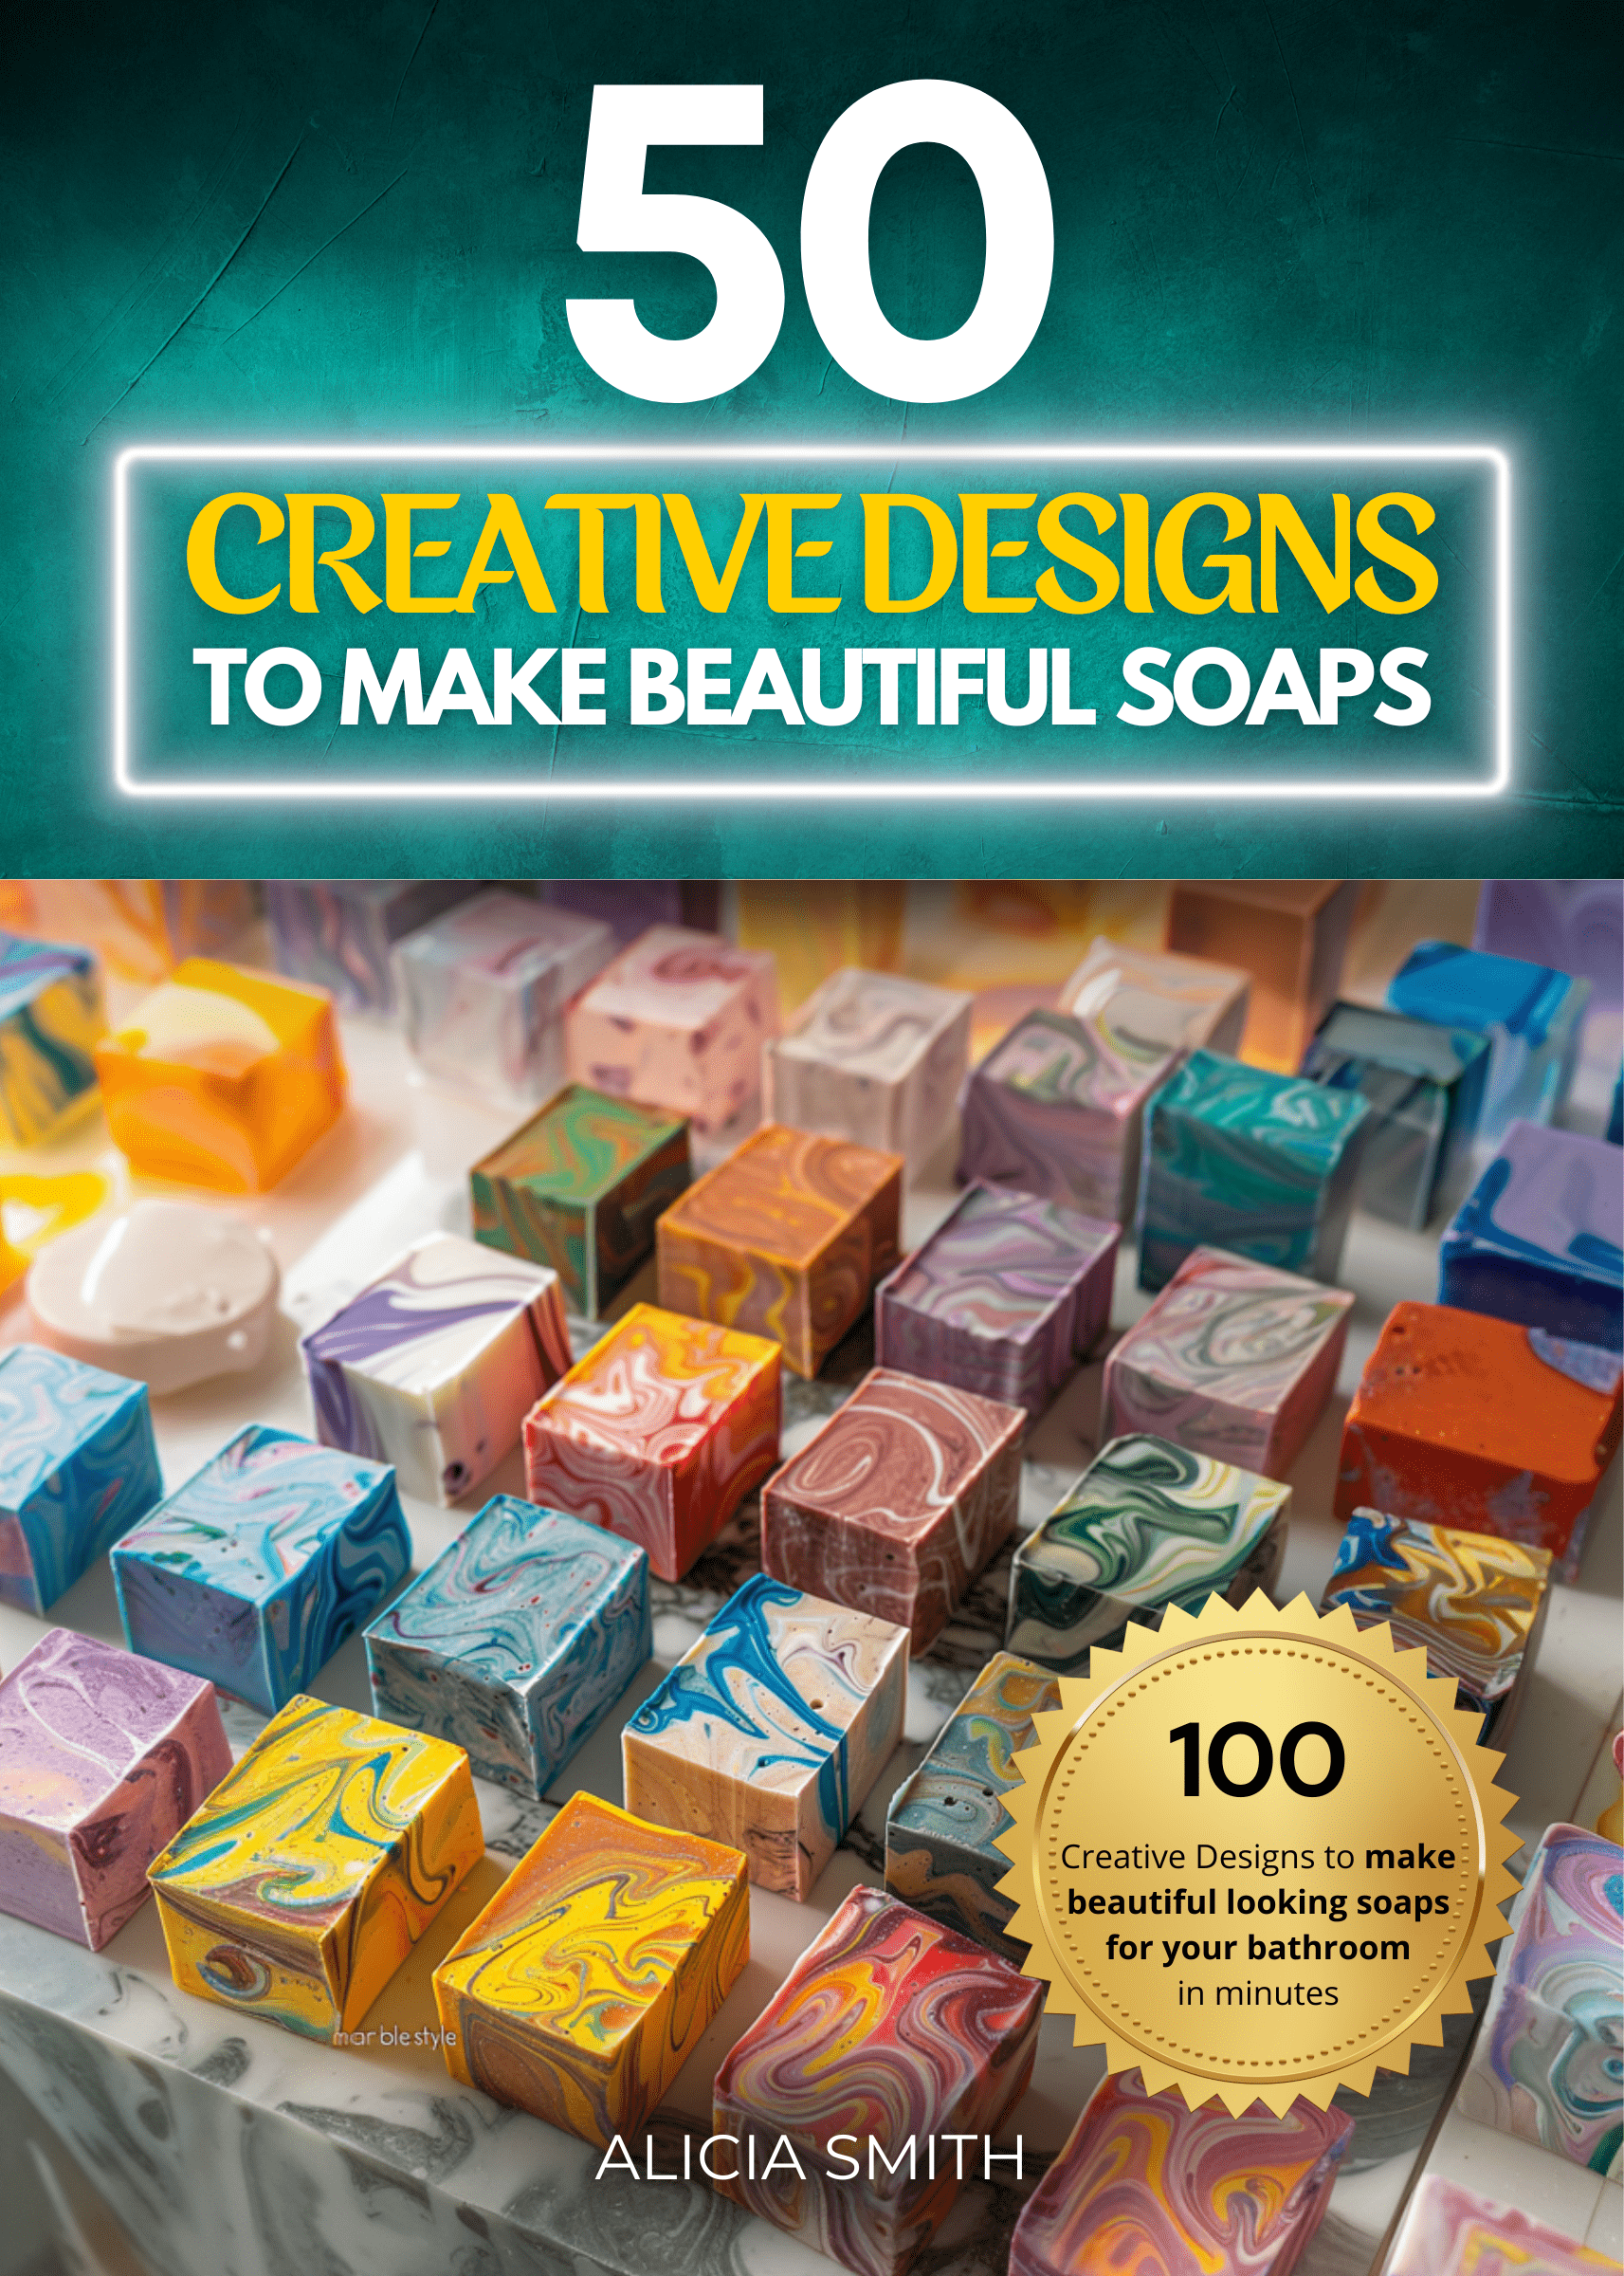 50
CREATIVE DESIGNS
TO MAKE BEAUTIFUL SOAPS
100
Creative Designs to make
beautiful looking soaps
for your bathroom
in minutes
marble style
ALICIA SMITH